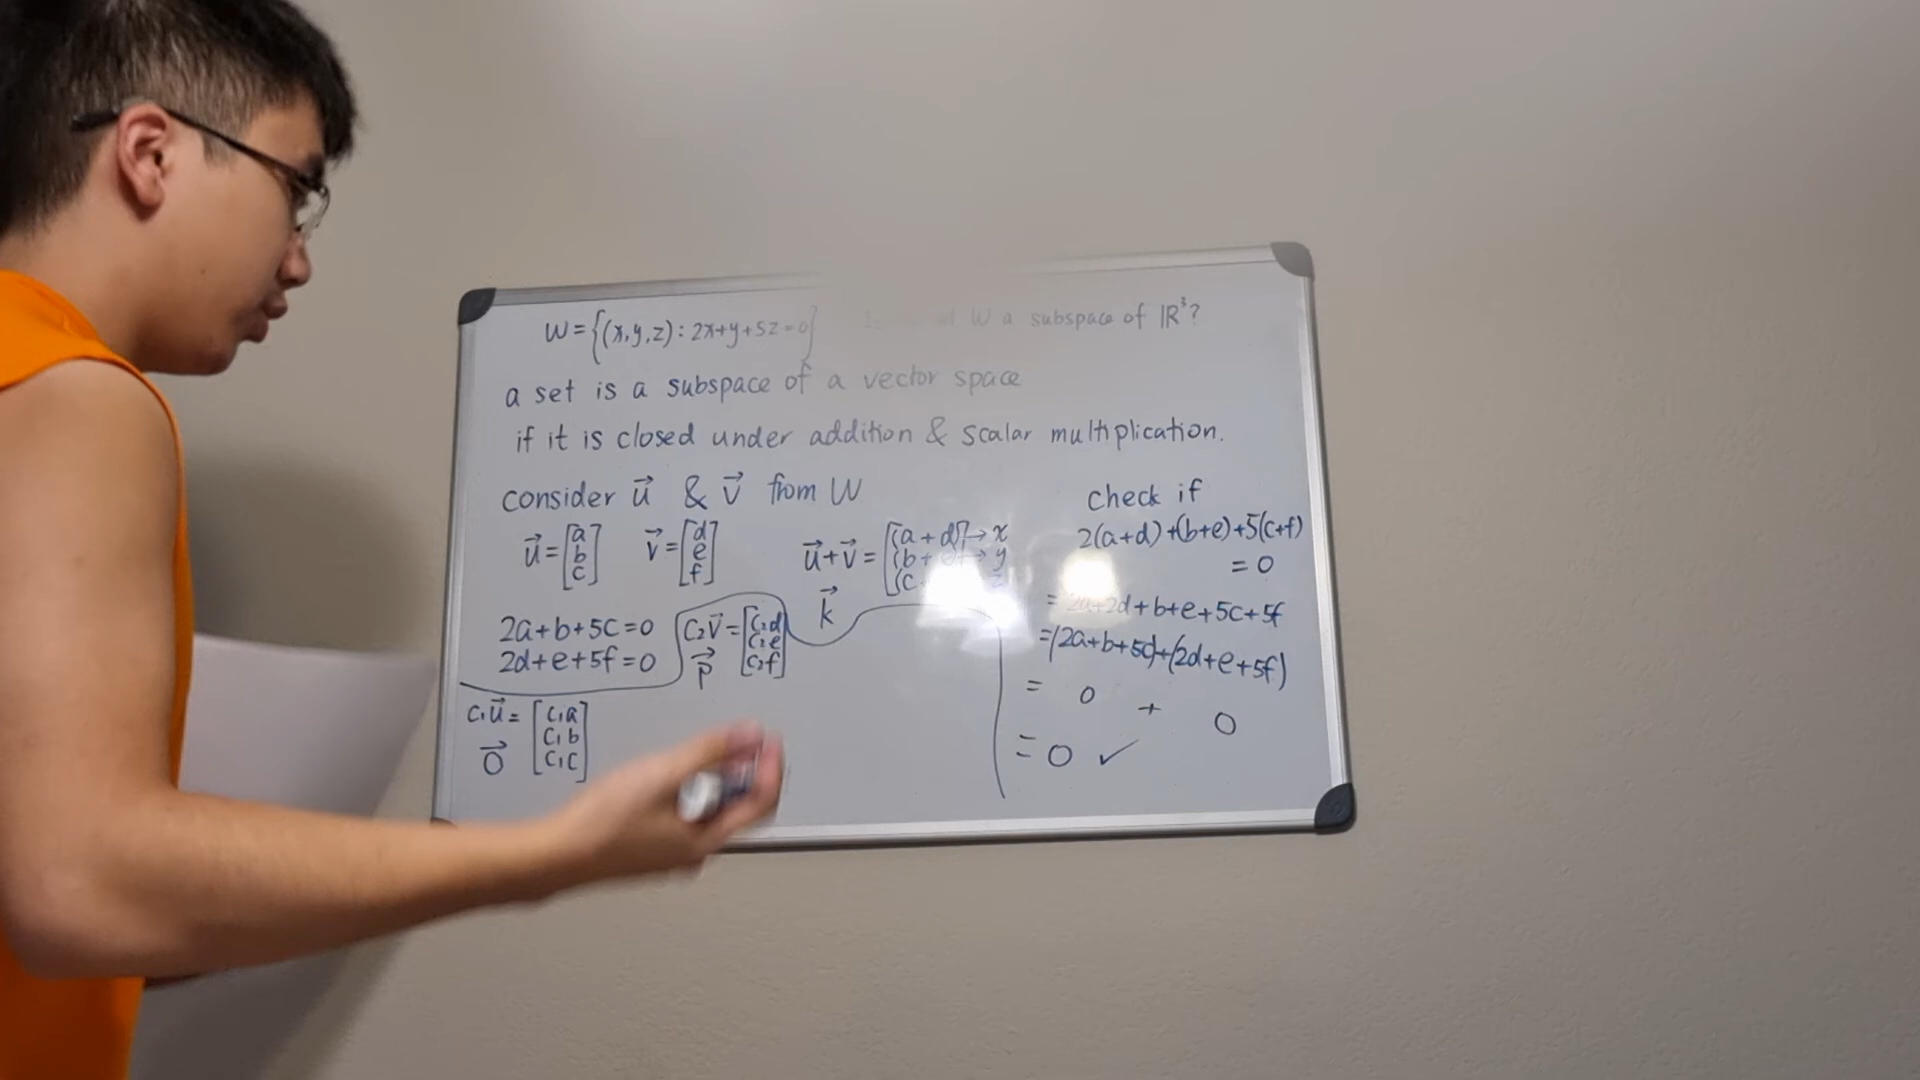 W = {(x,y,z) : 2x+y+5z=0} W a subspace of ℝ³?
a set is a subspace of a vector space
if it is closed under addition & scalar multiplication.
consider u⃗ & v⃗ from W
u⃗ = [a b c] v⃗ = [d e f] u⃗+v⃗ = [(a+d) → x (b+ → y (c
k⃗
2a+b+5c=0
2d+e+5f=0
c₂v⃗ = [c₂d c₂e c₂f]
p⃗
c₁u⃗ = [c₁a c₁b c₁c]
o⃗
check if
2(a+d)+(b+e)+5(c+f)
= 0
= 2a+2d+b+e+5c+5f
= (2a+b+5c)+(2d+e+5f)
= 0 + 0
= 0 ✓